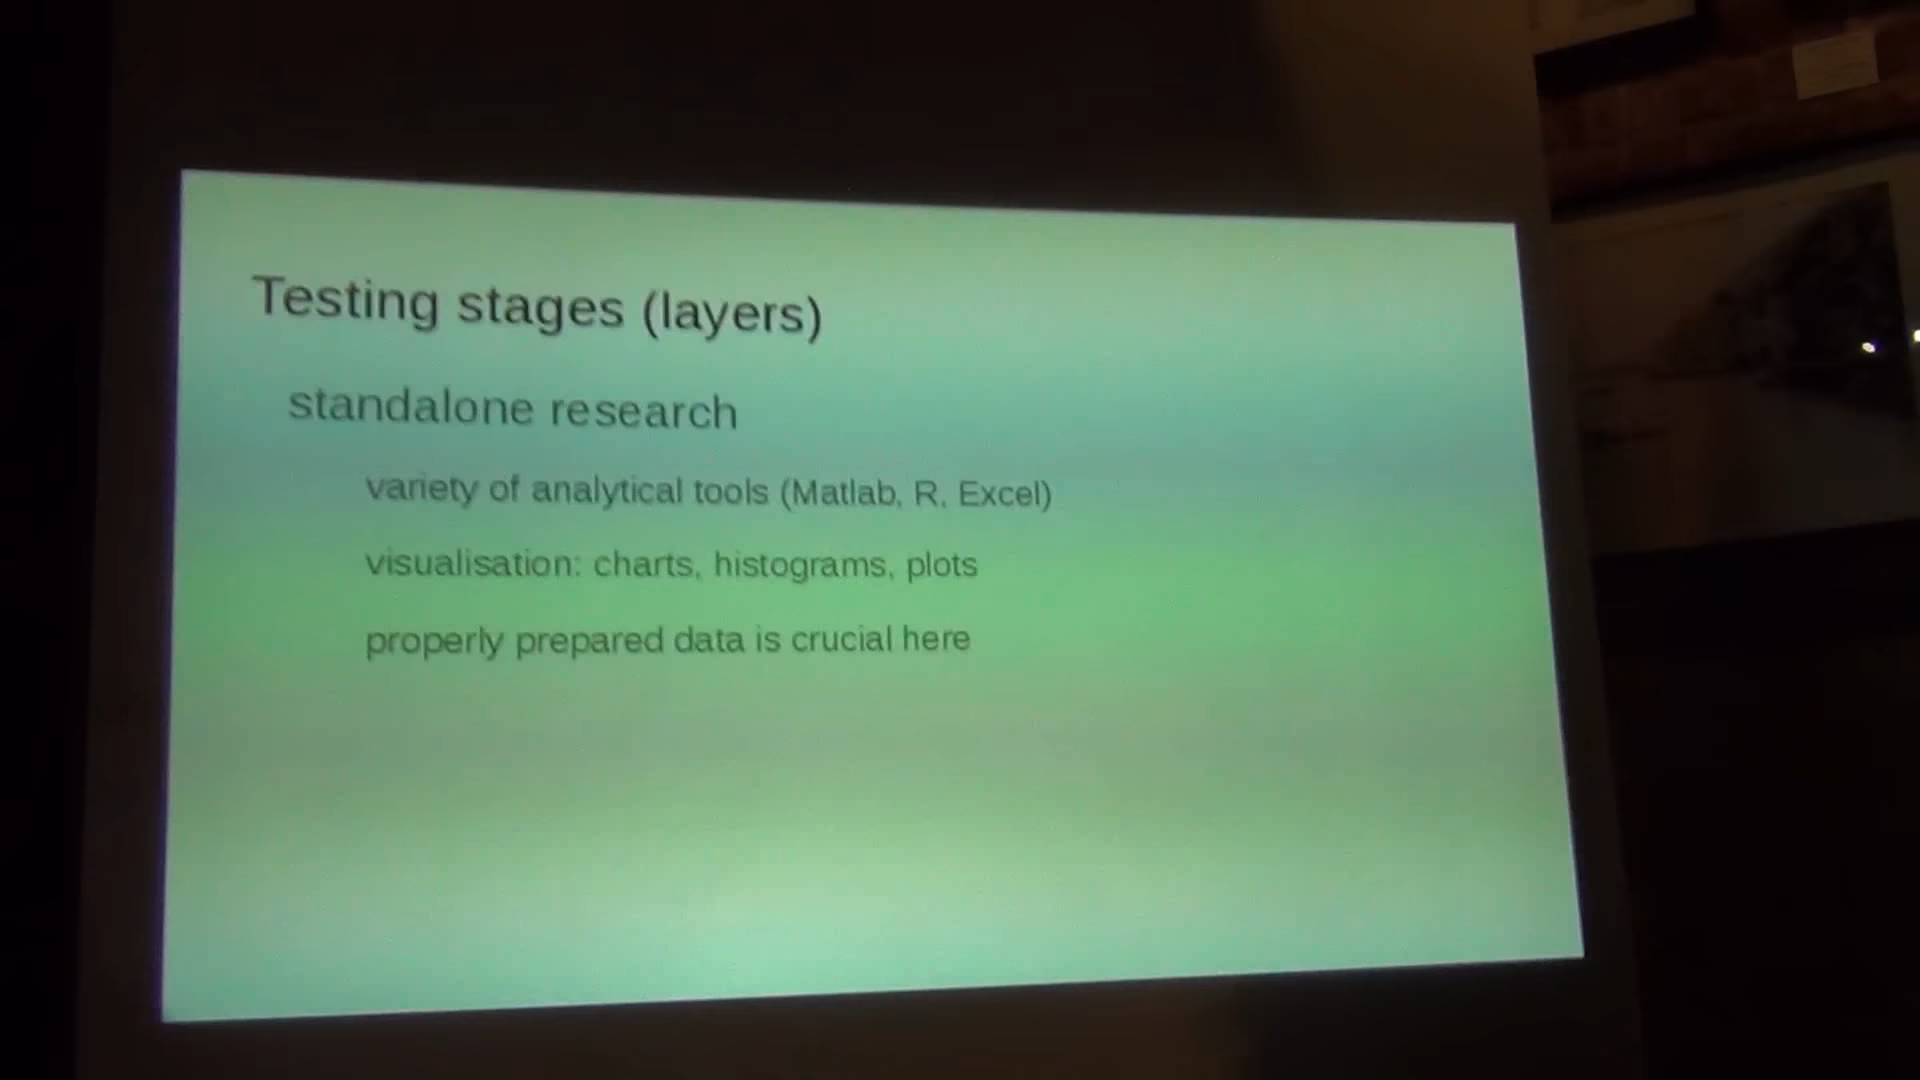 Testing stages (layers)
standalone research
variety of analytical tools (Matlab, R, Excel)
visualisation: charts, histograms, plots
properly prepared data is crucial here